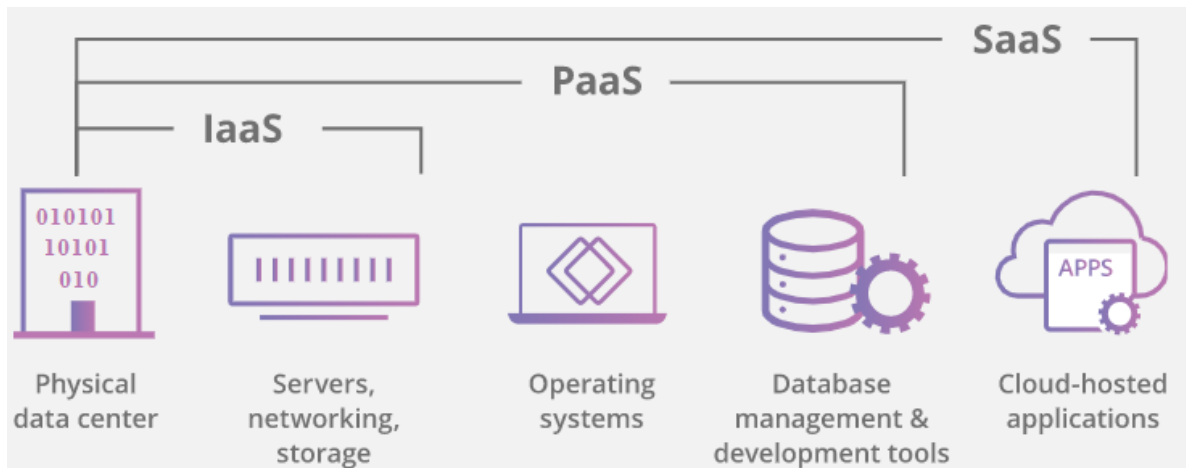 SaaS
PaaS
IaaS
010101
10101
010
APPS
Physical
data center
Servers,
networking,
storage
Operating
systems
Database
management &
development tools
Cloud-hosted
applications